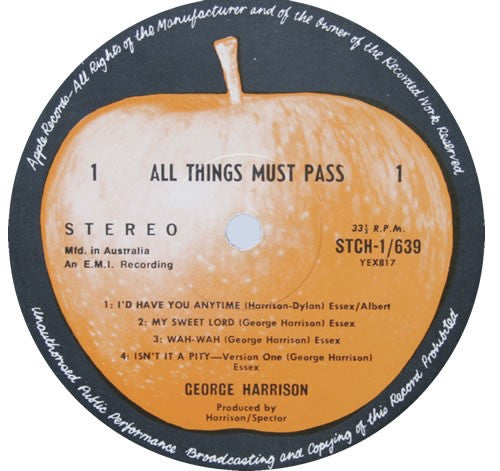 Apple Records—All Rights of the Manufacturer and of the Owner of the Recorded Work Reserved
1 ALL THINGS MUST PASS 1
STEREO
Mfd. in Australia
An E.M.I. Recording
33⅓ R.P.M.
STCH-1/639
YEX817
1: I'D HAVE YOU ANYTIME (Harrison-Dylan) Essex/Albert
2: MY SWEET LORD (George Harrison) Essex
3: WAH-WAH (George Harrison) Essex
4: ISN'T IT A PITY—Version One (George Harrison)
Essex
GEORGE HARRISON
Produced by
Harrison/Spector
Unauthorised Public Performance Broadcasting and Copying of this Record Prohibited